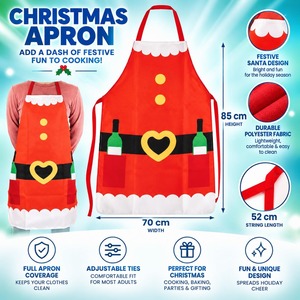 CHRISTMAS
APRON
ADD A DASH OF FESTIVE
FUN TO COOKING!
FESTIVE
SANTA DESIGN
Bright and fun
for the holiday season
85 cm
HEIGHT
DURABLE
POLYESTER FABRIC
Lightweight,
comfortable & easy
to clean
70 cm
WIDTH
52 cm
STRING LENGTH
FULL APRON
COVERAGE
KEEPS YOUR CLOTHES
CLEAN
ADJUSTABLE TIES
COMFORTABLE FIT
FOR MOST ADULTS
PERFECT FOR
CHRISTMAS
COOKING, BAKING,
PARTIES & GIFTING
FUN & UNIQUE
DESIGN
SPREADS HOLIDAY
CHEER